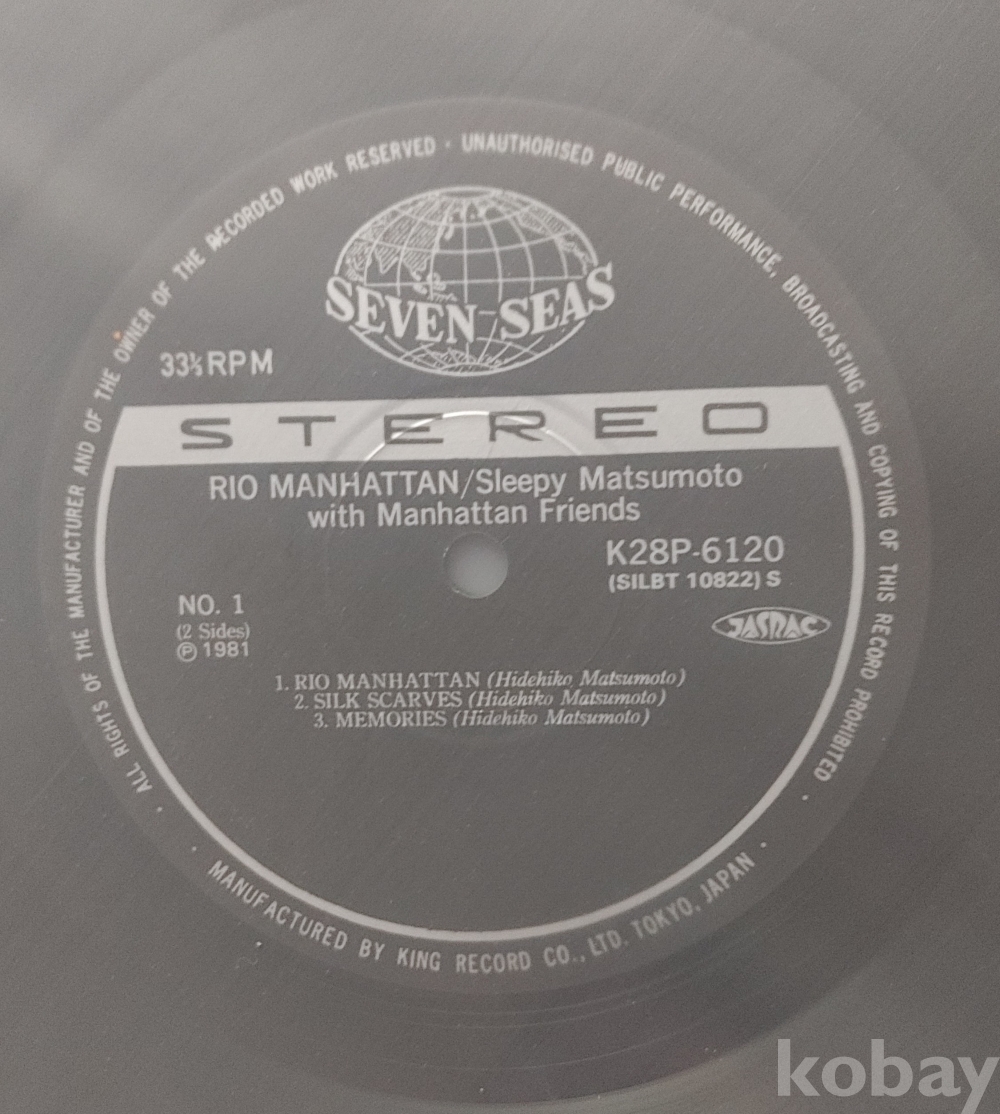 ALL RIGHTS OF THE MANUFACTURER AND OF THE OWNER OF THE RECORDED WORK RESERVED · UNAUTHORISED PUBLIC PERFORMANCE, BROADCASTING AND COPYING OF THIS RECORD PROHIBITED
SEVEN SEAS
33⅓RPM
STEREO
RIO MANHATTAN/Sleepy Matsumoto
with Manhattan Friends
K28P-6120
(SILBT 10822) S
NO. 1
(2 Sides)
℗ 1981
JASRAC
1. RIO MANHATTAN (Hidehiko Matsumoto)
2. SILK SCARVES (Hidehiko Matsumoto)
3. MEMORIES (Hidehiko Matsumoto)
· MANUFACTURED BY KING RECORD CO., LTD. TOKYO, JAPAN ·
kobay